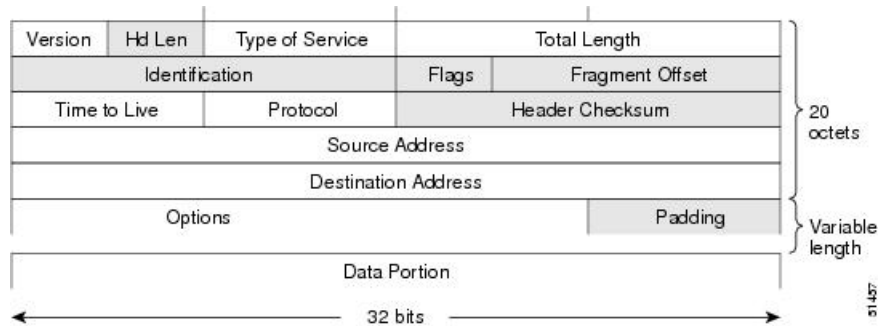 Version Hd Len Type of Service Total Length
Identification Flags Fragment Offset
Time to Live Protocol Header Checksum
Source Address
Destination Address
20
octets
Options Padding
Variable
length
Data Portion
32 bits
51457